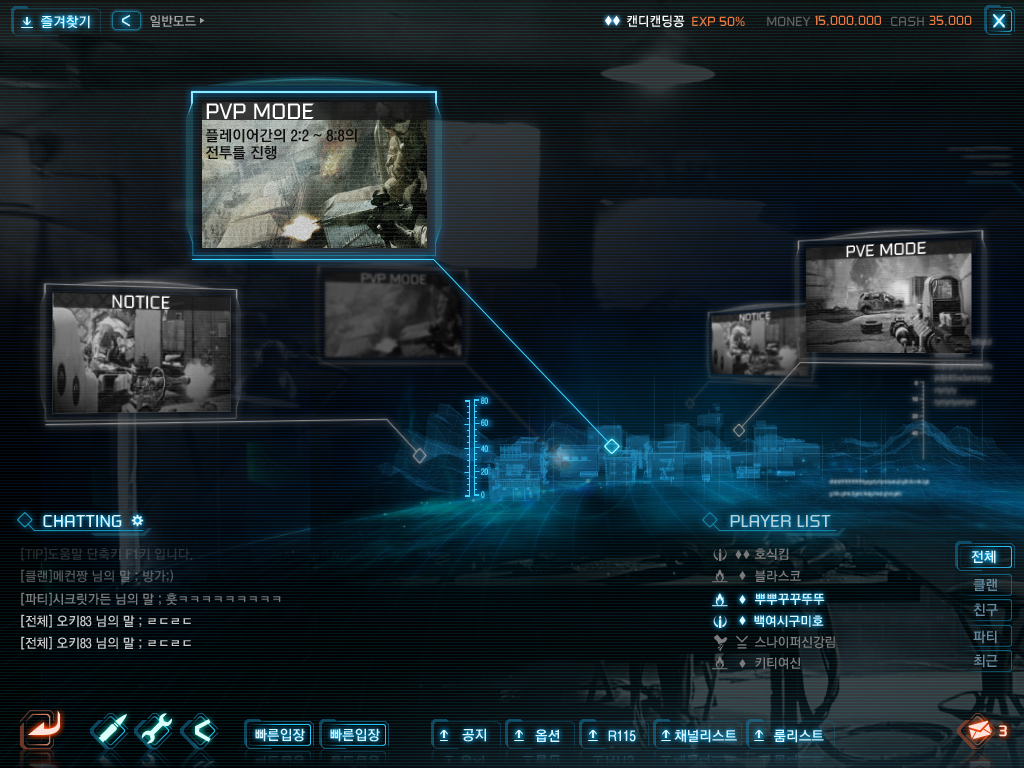 즐겨찾기
일반모드
캔디캔딩꽁 EXP 50% MONEY 15.000.000 CASH 35.000
PVP MODE
플레이어간의 2:2 ~ 8:8의
전투를 진행
PVE MODE
PVP MODE
NOTICE
NOTICE
80
60
40
20
0
CHATTING
[TIP]도움말 단축키 F1키 입니다.
[클랜]메컨짱 님의 말 ; 방가;)
[파티]시크릿가든 님의 말 ; 훗ㅋㅋㅋㅋㅋㅋㅋㅋㅋ
[전체] 오키83 님의 말 ; ㄹㄷㄹㄷ
[전체] 오키83 님의 말 ; ㄹㄷㄹㄷ
PLAYER LIST
호식킴
블라스코
뿌뿌꾸꾸뚜뚜
백여시구미호
스나이퍼신강림
키티여신
전체
클랜
친구
파티
최근
빠른입장
빠른입장
공지
옵션
R115
채널리스트
룸리스트
3